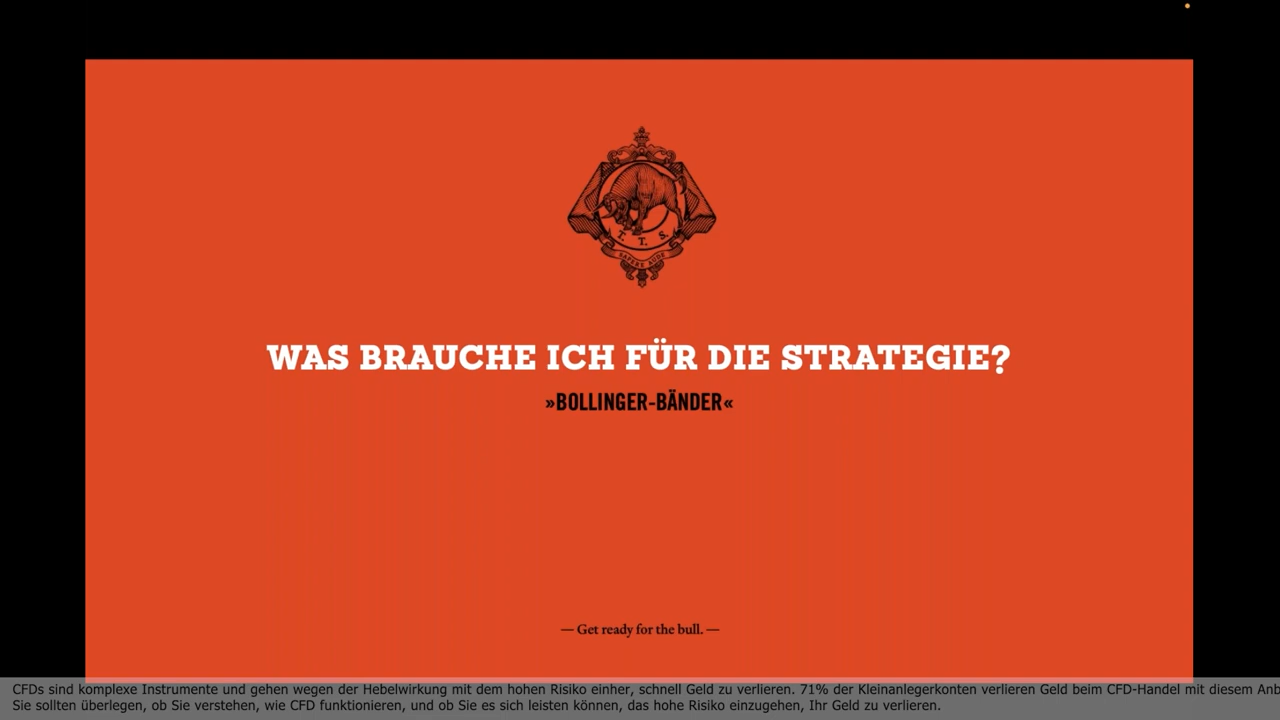 T. T. S.
SAPERE AUDE
WAS BRAUCHE ICH FÜR DIE STRATEGIE?
»BOLLINGER-BÄNDER«
— Get ready for the bull. —
CFDs sind komplexe Instrumente und gehen wegen der Hebelwirkung mit dem hohen Risiko einher, schnell Geld zu verlieren. 71% der Kleinanlegerkonten verlieren Geld beim CFD-Handel mit diesem Anb
Sie sollten überlegen, ob Sie verstehen, wie CFD funktionieren, und ob Sie es sich leisten können, das hohe Risiko einzugehen, Ihr Geld zu verlieren.